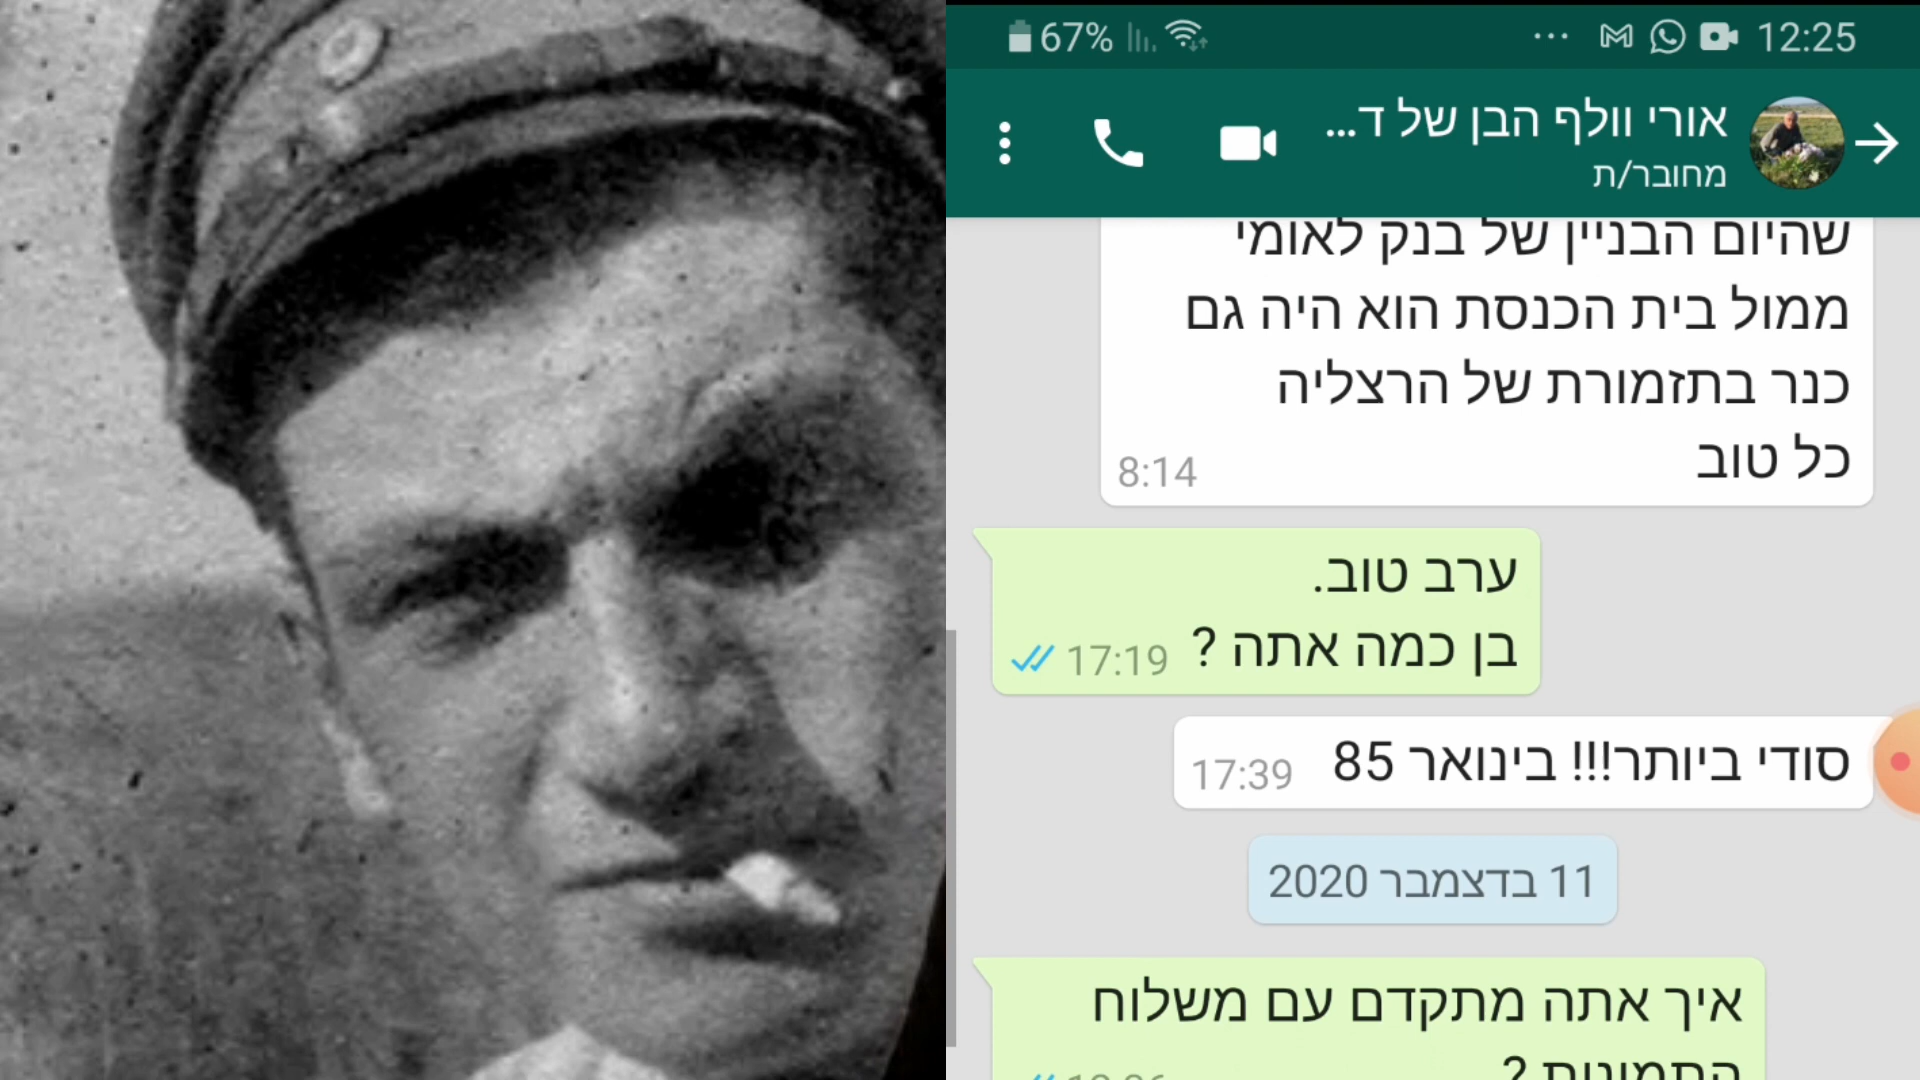 67% 12:25
אורי וולף הבן של ד...
מחובר/ת
שהיום הבניין של בנק לאומי
ממול בית הכנסת הוא היה גם
כנר בתזמורת של הרצליה
כל טוב
8:14
ערב טוב.
בן כמה אתה ?
17:19
סודי ביותר!!! בינואר 85
17:39
11 בדצמבר 2020
איך אתה מתקדם עם משלוח
התמונות ?